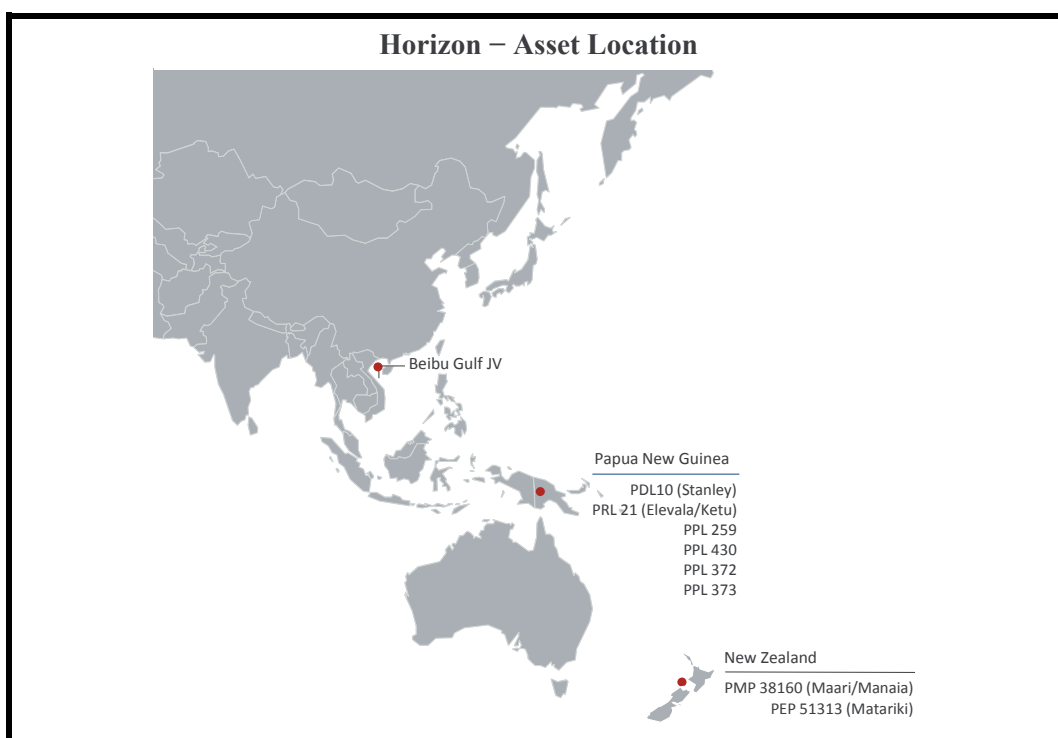 Horizon − Asset Location
Beibu Gulf JV
Papua New Guinea
PDL10 (Stanley)
PRL 21 (Elevala/Ketu)
PPL 259
PPL 430
PPL 372
PPL 373
New Zealand
PMP 38160 (Maari/Manaia)
PEP 51313 (Matariki)